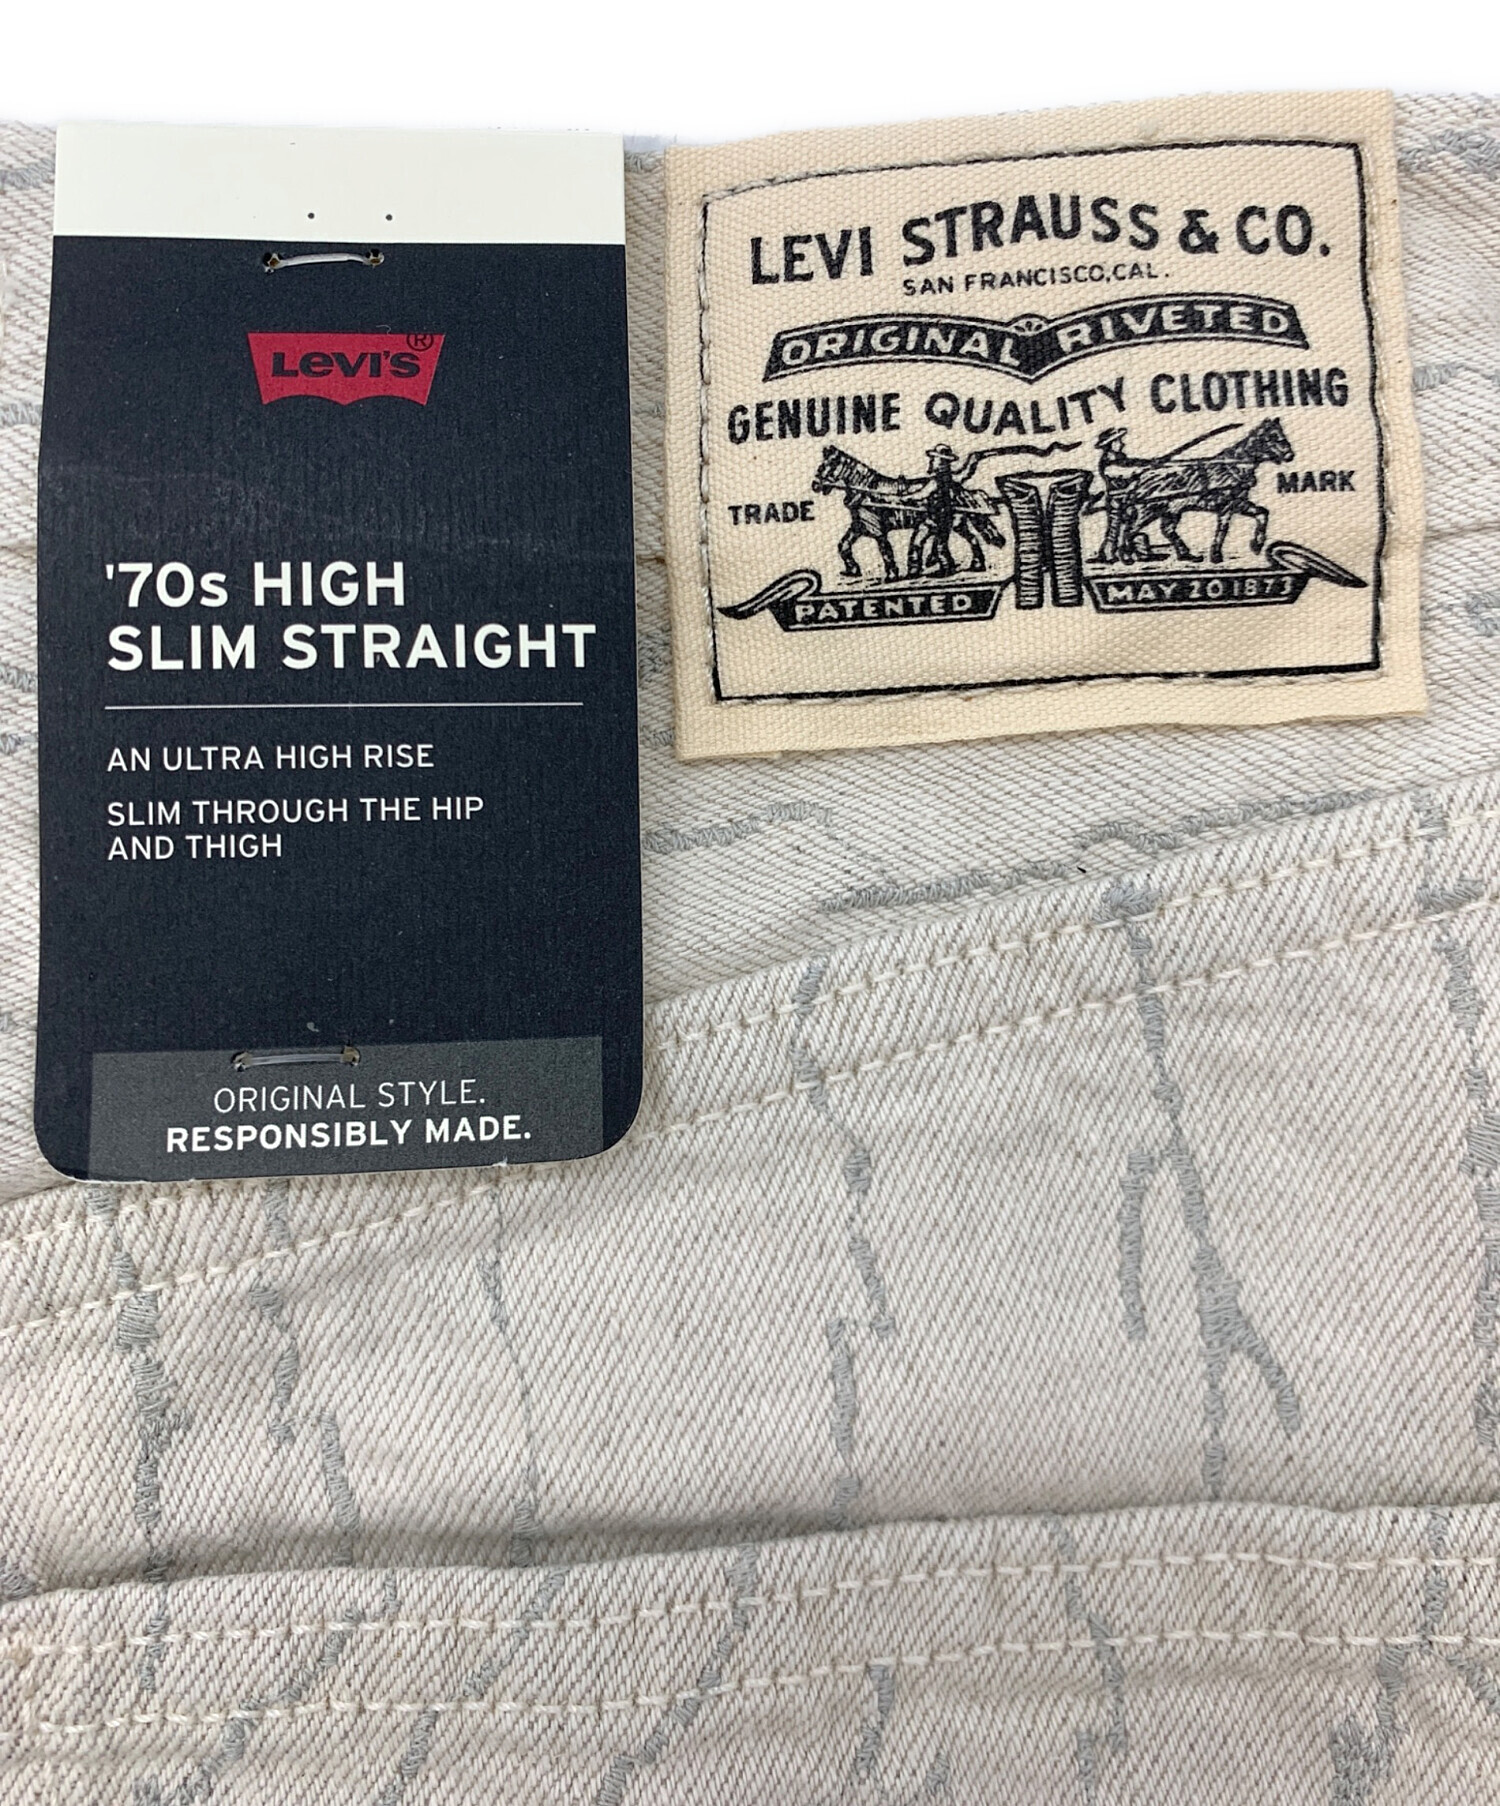 LEVI'S®
'70s HIGH
SLIM STRAIGHT
AN ULTRA HIGH RISE
SLIM THROUGH THE HIP
AND THIGH
ORIGINAL STYLE.
RESPONSIBLY MADE.
LEVI STRAUSS & CO.
SAN FRANCISCO, CAL.
ORIGINAL RIVETED
GENUINE QUALITY CLOTHING
TRADE MARK
PATENTED MAY 20 1873